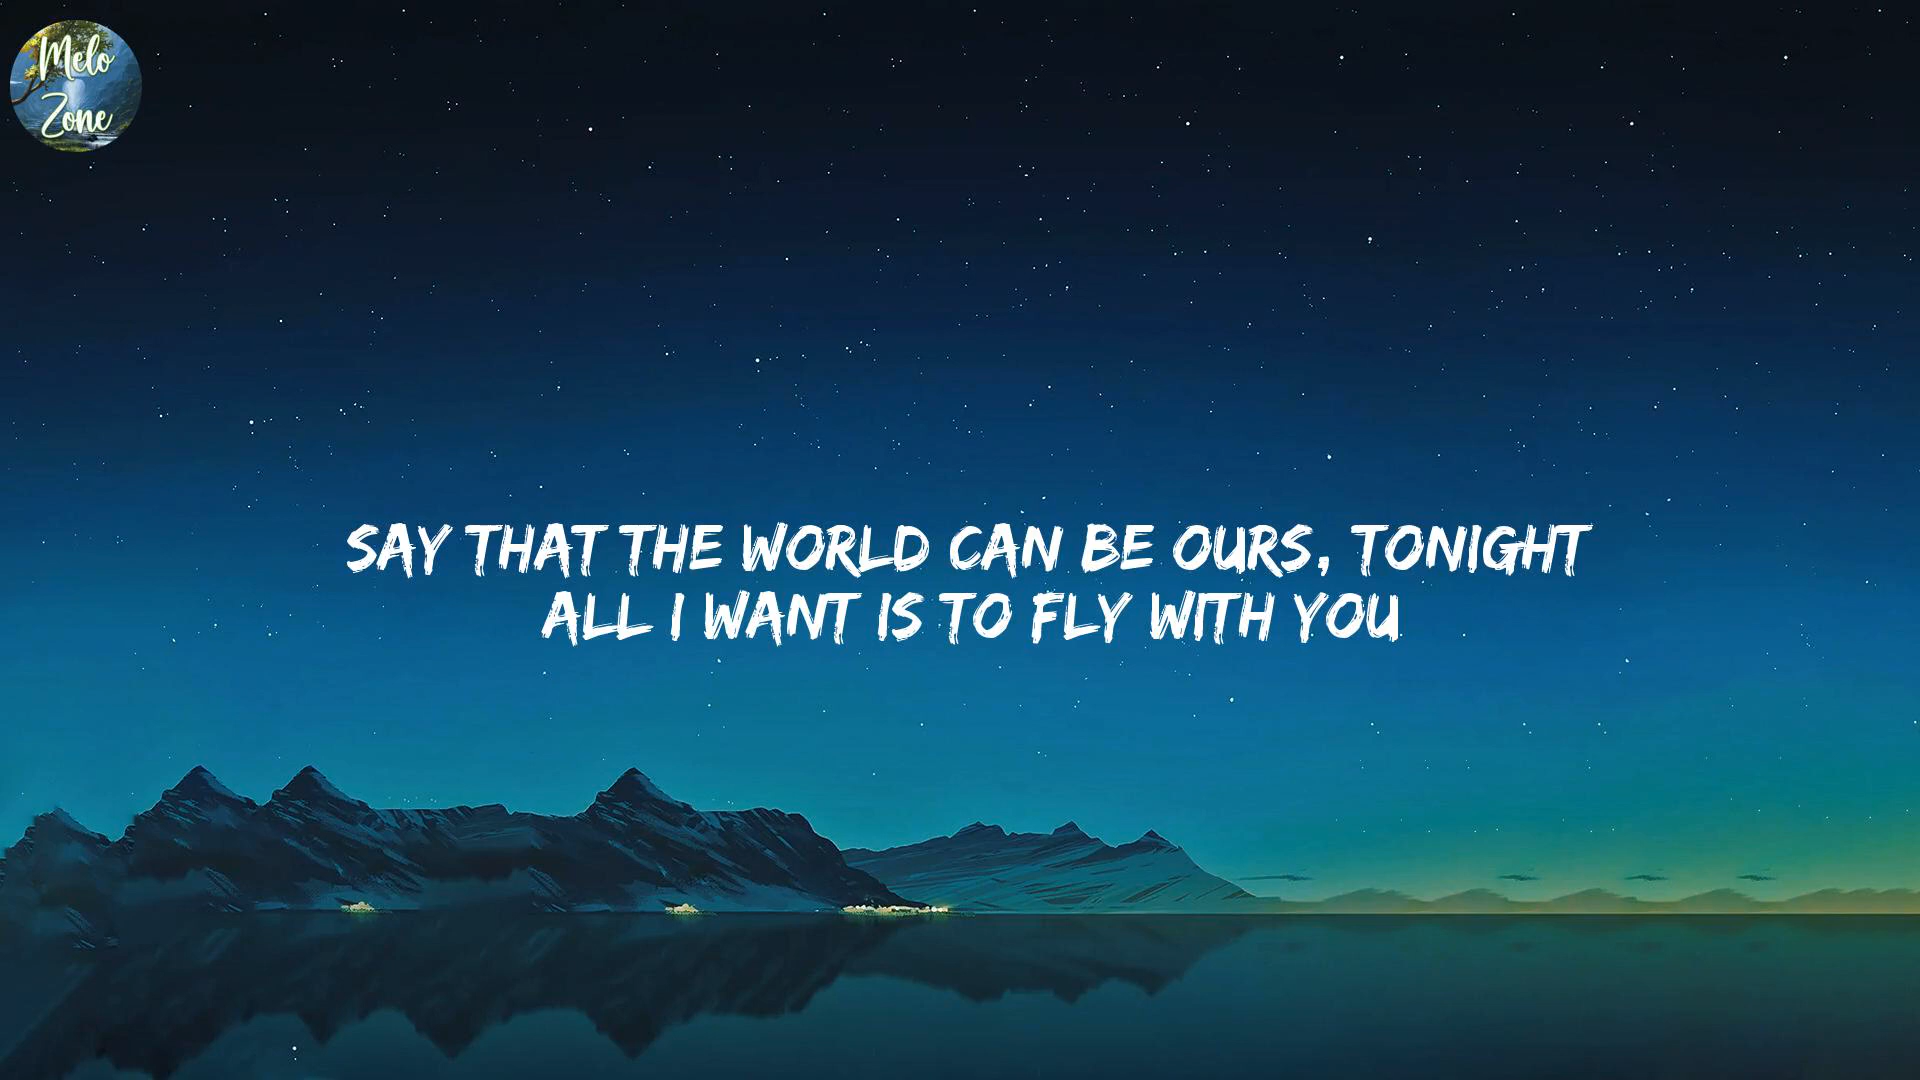 Melo
Zone
SAY THAT THE WORLD CAN BE OURS, TONIGHT
ALL I WANT IS TO FLY WITH YOU